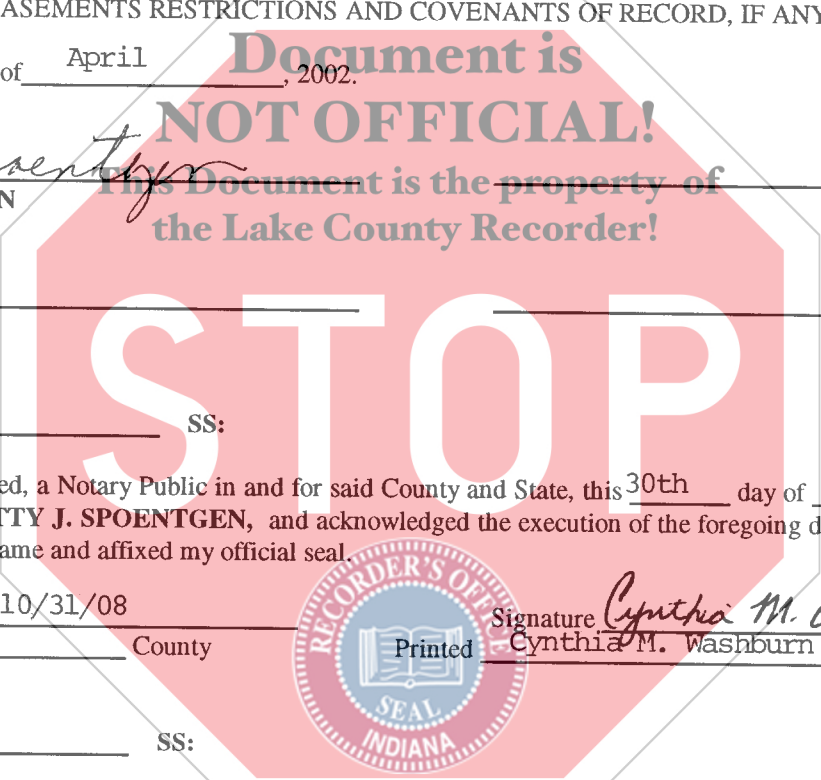 ASEMENTS RESTRICTIONS AND COVENANTS OF RECORD, IF ANY
Document is
of April, 2002.
NOT OFFICIAL!
This Document is the property of
N
the Lake County Recorder!
STOP
SS:
ed, a Notary Public in and for said County and State, this 30th day of
TTY J. SPOENTGEN, and acknowledged the execution of the foregoing d
ame and affixed my official seal.
10/31/08
Signature Cynthia M.
County Printed Cynthia M. Washburn
RECORDER'S OFFICE
SEAL
INDIANA
SS: